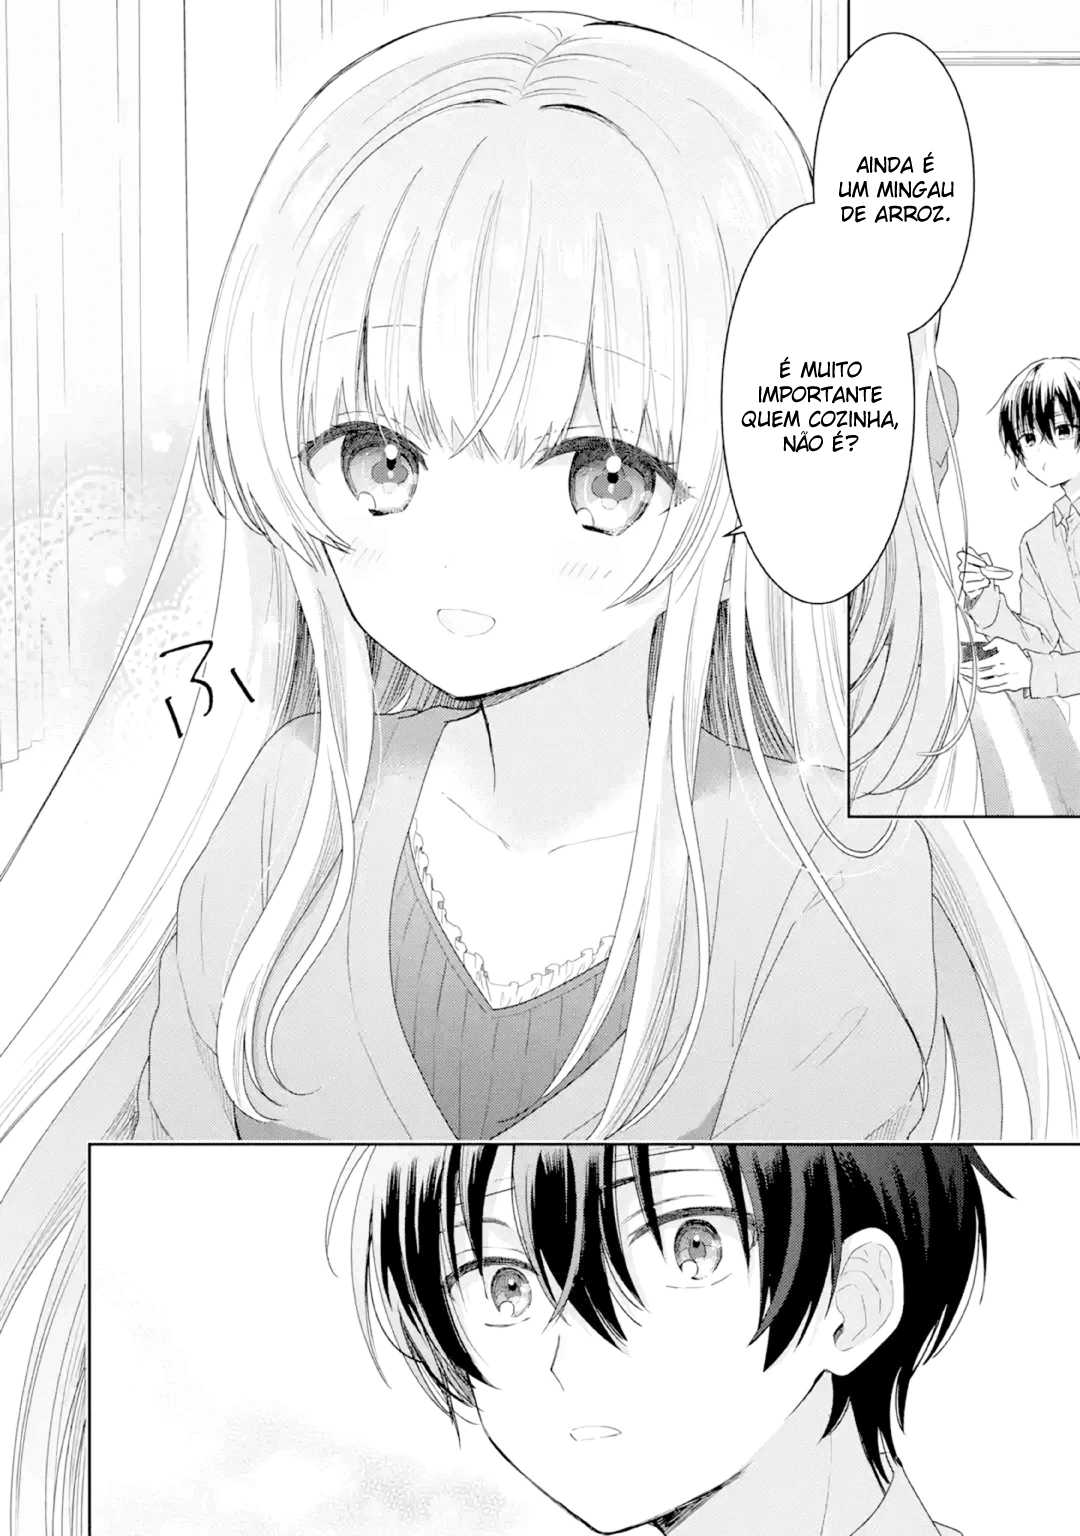 AINDA É
UM MINGAU
DE ARROZ.
É MUITO
IMPORTANTE
QUEM COZINHA,
NÃO É?
ふ